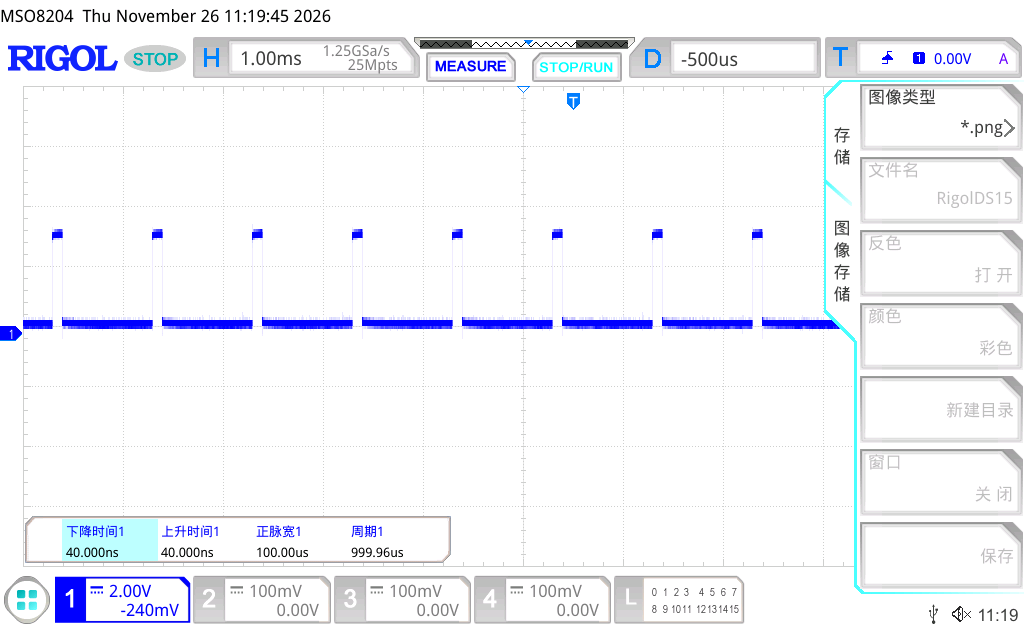 MSO8204 Thu November 26 11:19:45 2026
RIGOL STOP H 1.00ms 1.25GSa/s 25Mpts MEASURE STOP/RUN D -500us T 1 0.00V A
T
1
存储
图像存储
图像类型
*.png
文件名
RigolDS15
反色
打开
颜色
彩色
新建目录
窗口
关闭
保存
下降时间1 上升时间1 正脉宽1 周期1
40.000ns 40.000ns 100.00us 999.96us
1 2.00V -240mV
2 100mV 0.00V
3 100mV 0.00V
4 100mV 0.00V
L 0 1 2 3 4 5 6 7
8 9 10 11 12 13 14 15
11:19